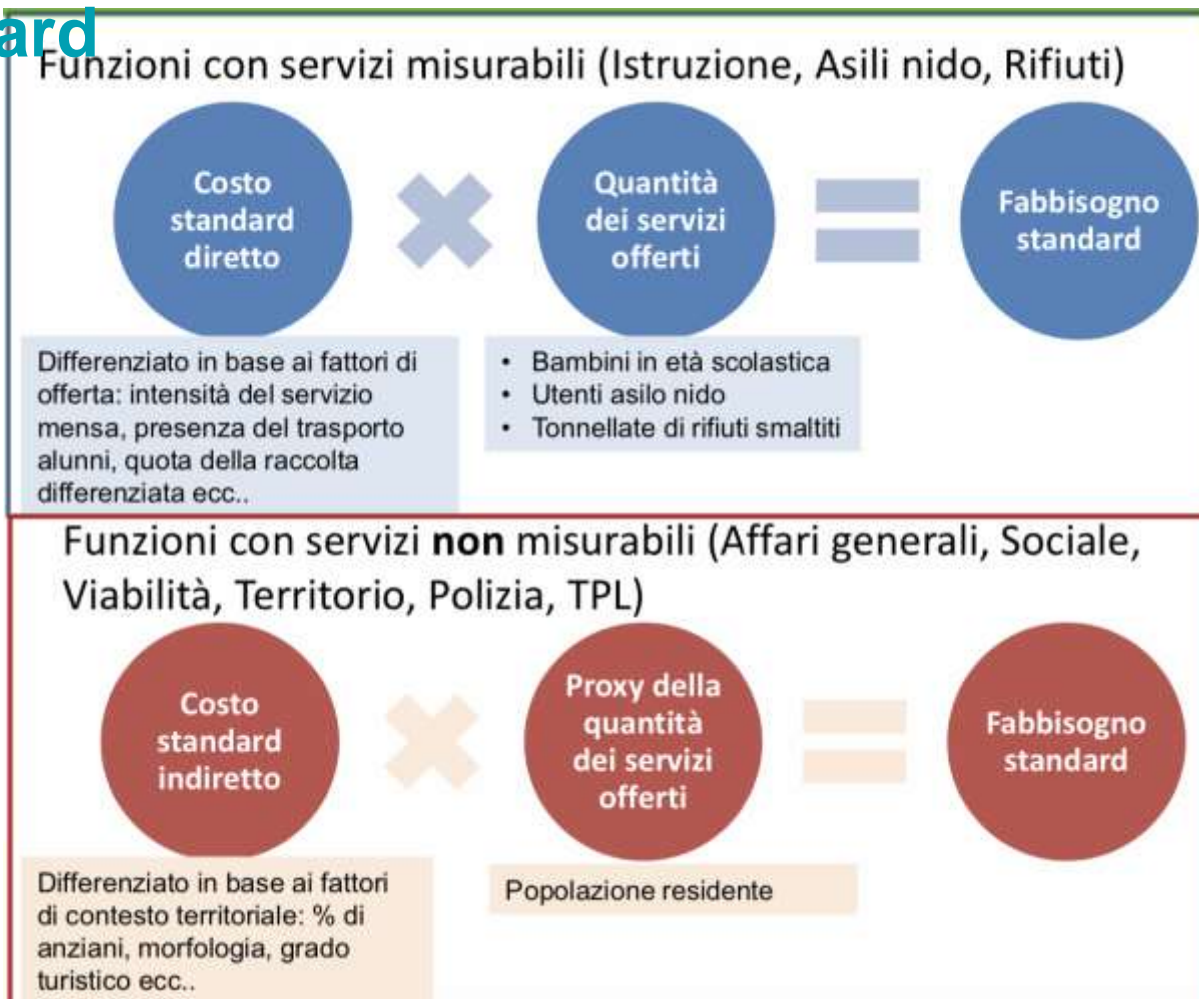 ard
Funzioni con servizi misurabili (Istruzione, Asili nido, Rifiuti)
Costo
standard
diretto
Quantità
dei servizi
offerti
Fabbisogno
standard
Differenziato in base ai fattori di
offerta: intensità del servizio
mensa, presenza del trasporto
alunni, quota della raccolta
differenziata ecc..
• Bambini in età scolastica
• Utenti asilo nido
• Tonnellate di rifiuti smaltiti
Funzioni con servizi non misurabili (Affari generali, Sociale,
Viabilità, Territorio, Polizia, TPL)
Costo
standard
indiretto
Proxy della
quantità
dei servizi
offerti
Fabbisogno
standard
Differenziato in base ai fattori
di contesto territoriale: % di
anziani, morfologia, grado
turistico ecc..
Popolazione residente